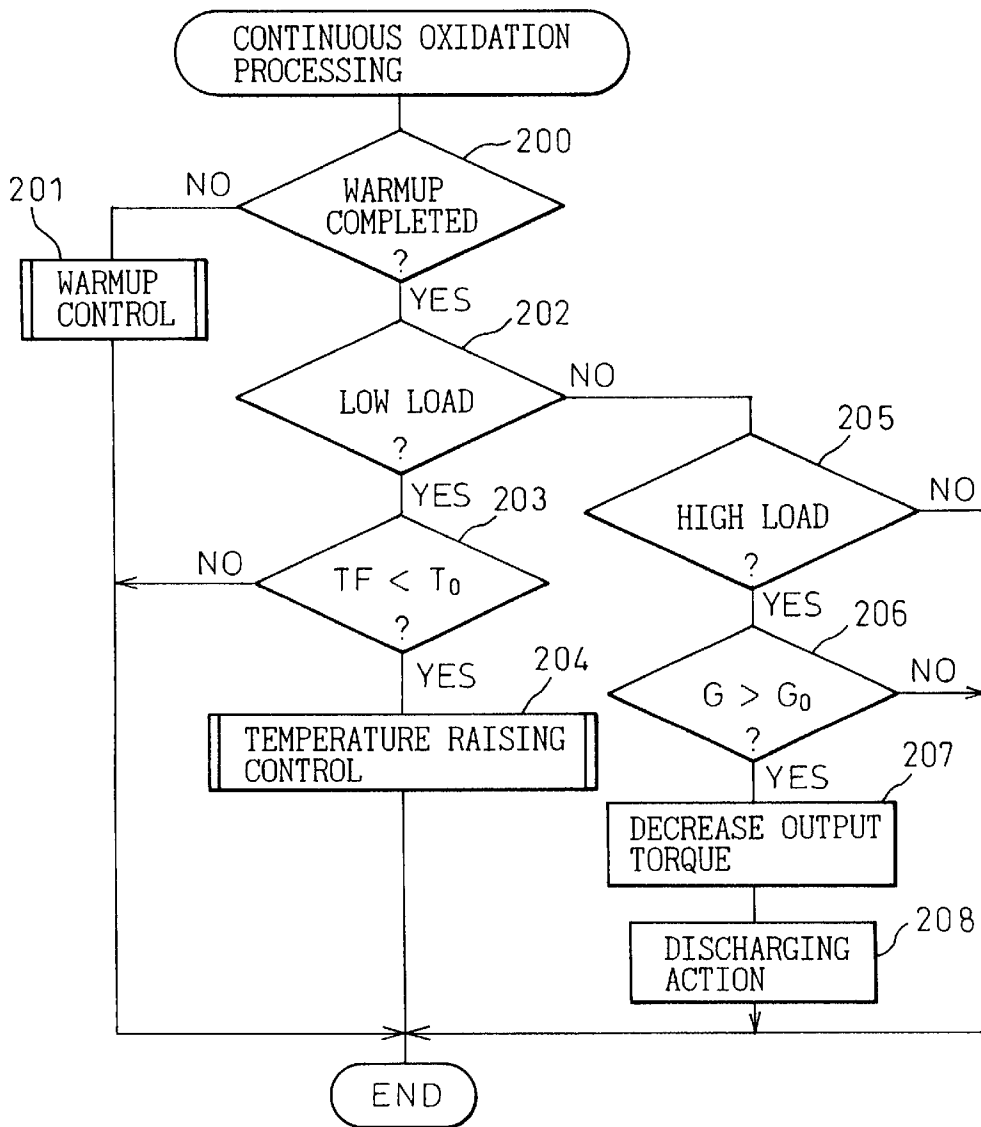 CONTINUOUS OXIDATION
PROCESSING
200
WARMUP
COMPLETED
?
NO
YES
201
WARMUP
CONTROL
202
LOW LOAD
?
NO
YES
205
HIGH LOAD
?
NO
YES
203
TF < T₀
?
NO
YES
206
G > G₀
?
NO
YES
204
TEMPERATURE RAISING
CONTROL
207
DECREASE OUTPUT
TORQUE
208
DISCHARGING
ACTION
END